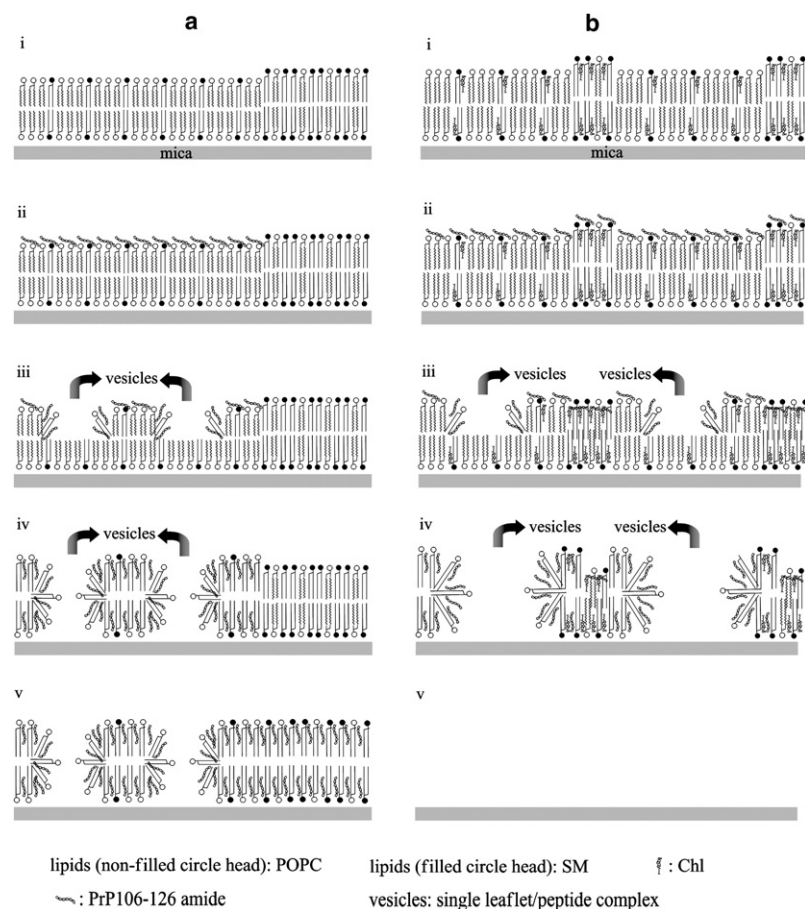 a
b
i
i
mica
mica
ii
ii
iii
vesicles
iii
vesicles
vesicles
iv
vesicles
iv
vesicles
vesicles
v
v
lipids (non-filled circle head): POPC
lipids (filled circle head): SM
: Chl
: PrP106-126 amide
vesicles: single leaflet/peptide complex